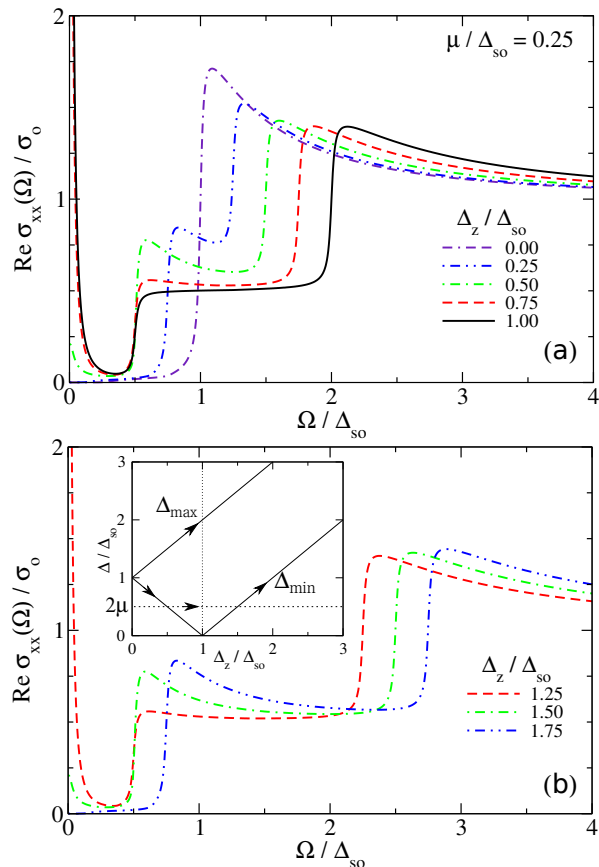 μ / Δso = 0.25
2
1
0
Re σxx(Ω) / σo
Δz / Δso
0.00
0.25
0.50
0.75
1.00
(a)
0 1 2 3 4
Ω / Δso
2
1
0
Re σxx(Ω) / σo
3
2
1
2μ
0
Δ / Δso
Δmax
Δmin
0 1 2 3
Δz / Δso
Δz / Δso
1.25
1.50
1.75
(b)
0 1 2 3 4
Ω / Δso